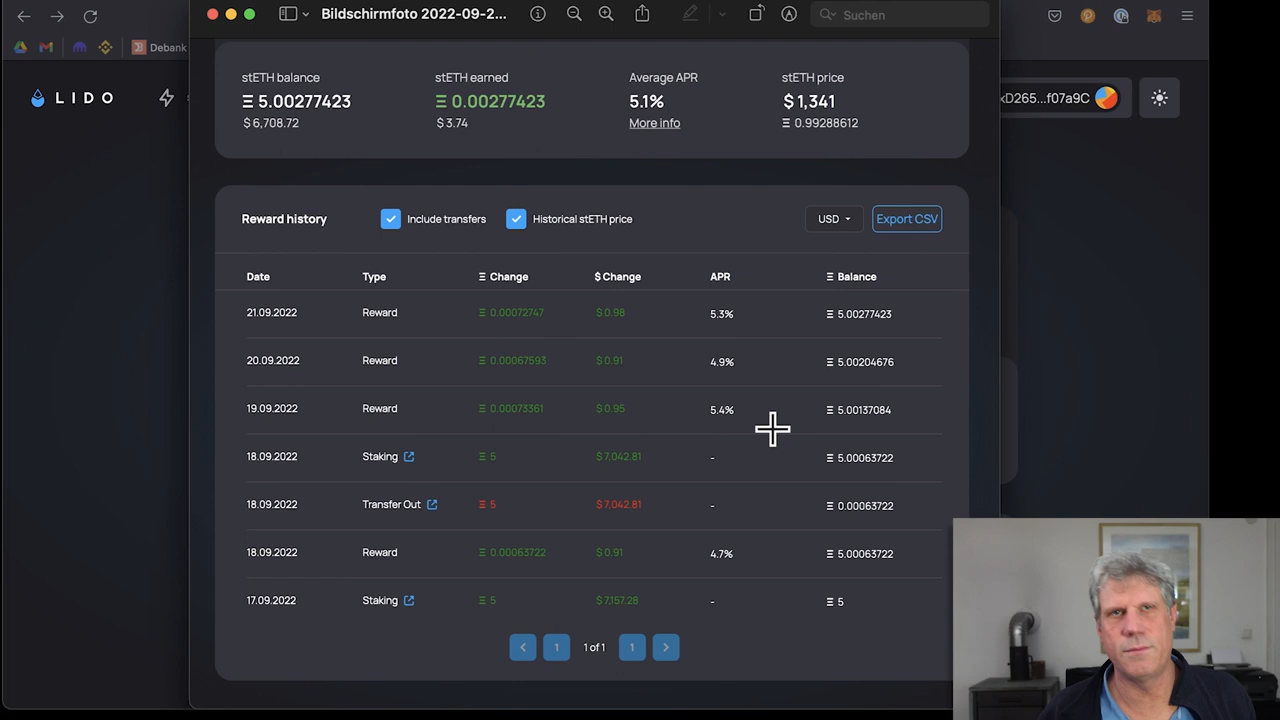 Bildschirmfoto 2022-09-2...
Suchen
Debank
LIDO
xD265...f07a9C
stETH balance
stETH earned
Average APR
stETH price
Ξ 5.00277423
Ξ 0.00277423
5.1%
$ 1,341
$ 6,708.72
$ 3.74
More info
Ξ 0.99288612
Reward history
Include transfers
Historical stETH price
USD
Export CSV
Date
Type
Ξ Change
$ Change
APR
Ξ Balance
21.09.2022 Reward Ξ 0.00072747 $ 0.98 5.3% Ξ 5.00277423
20.09.2022 Reward Ξ 0.00067593 $ 0.91 4.9% Ξ 5.00204676
19.09.2022 Reward Ξ 0.00073361 $ 0.95 5.4% Ξ 5.00137084
18.09.2022 Staking Ξ 5 $ 7,042.81 - Ξ 5.00063722
18.09.2022 Transfer Out Ξ 5 $ 7,042.81 - Ξ 0.00063722
18.09.2022 Reward Ξ 0.00063722 $ 0.91 4.7% Ξ 5.00063722
17.09.2022 Staking Ξ 5 $ 7,157.28 - Ξ 5
1
1 of 1
1